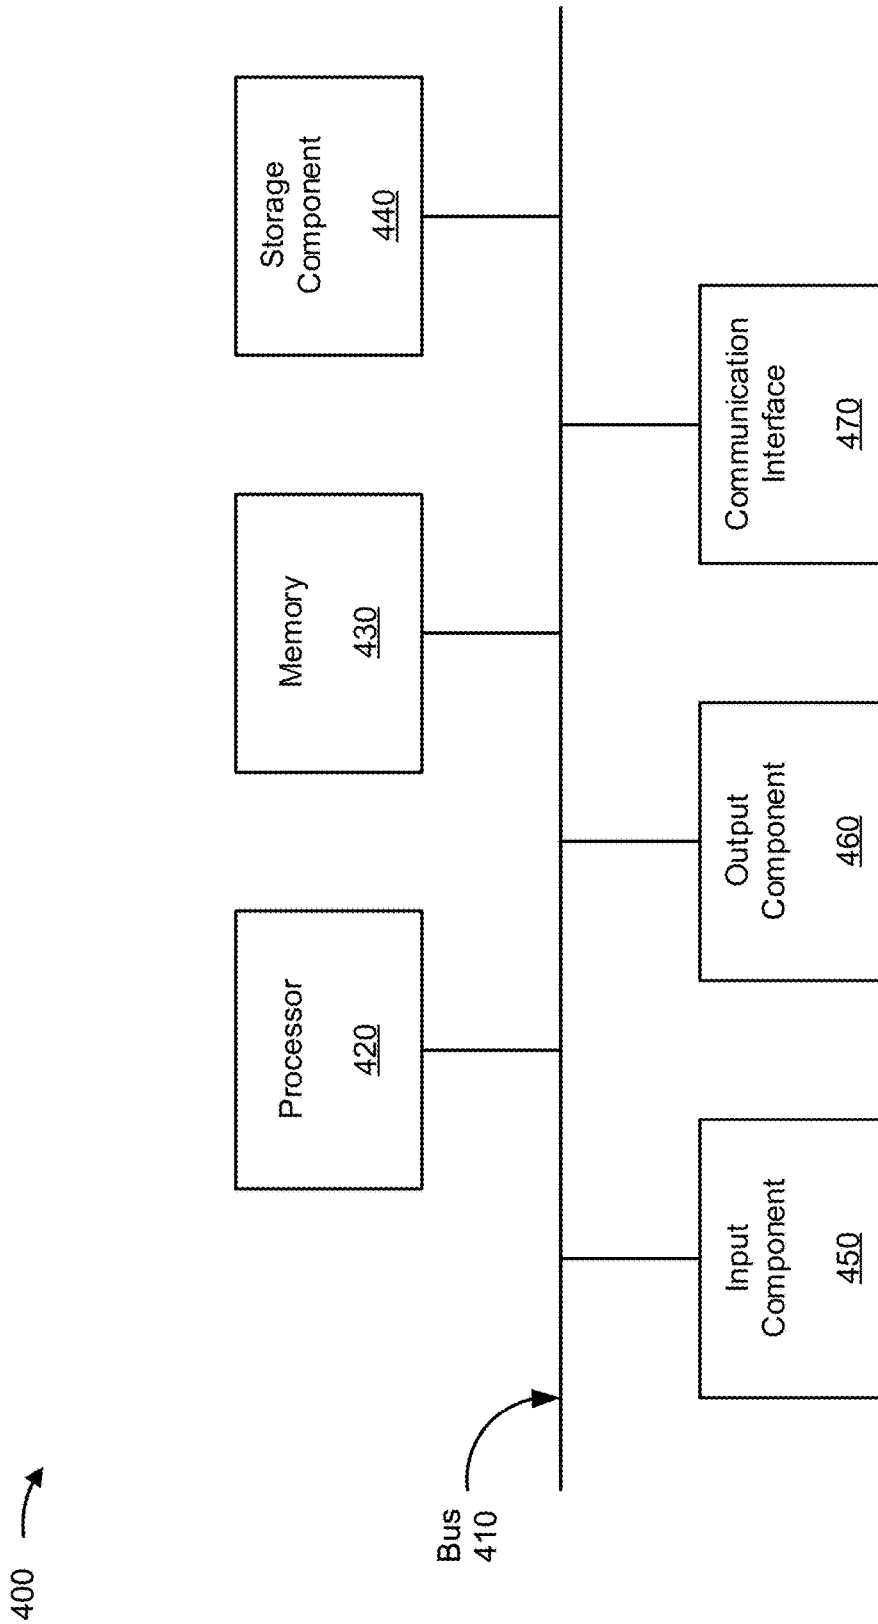 400
Bus
410
Processor
420
Memory
430
Storage
Component
440
Input
Component
450
Output
Component
460
Communication
Interface
470